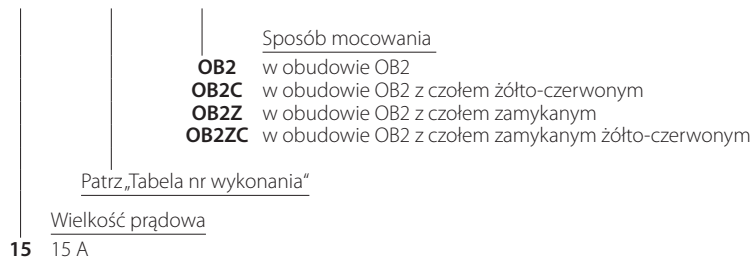 Sposób mocowania
OB2 w obudowie OB2
OB2C w obudowie OB2 z czołem żółto-czerwonym
OB2Z w obudowie OB2 z czołem zamykanym
OB2ZC w obudowie OB2 z czołem zamykanym żółto-czerwonym
Patrz „Tabela nr wykonania“
Wielkość prądowa
15 15 A